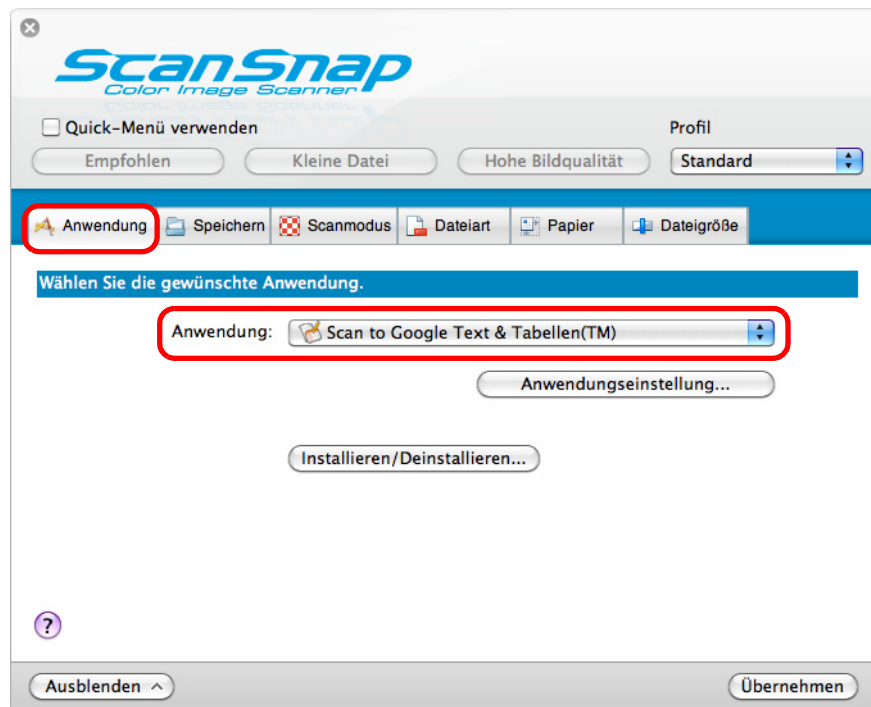 ScanSnap
Color Image Scanner
Quick-Menü verwenden
Profil
Empfohlen
Kleine Datei
Hohe Bildqualität
Standard
Anwendung
Speichern
Scanmodus
Dateiart
Papier
Dateigröße
Wählen Sie die gewünschte Anwendung.
Anwendung: Scan to Google Text & Tabellen(TM)
Anwendungseinstellung...
Installieren/Deinstallieren...
?
Ausblenden
Übernehmen